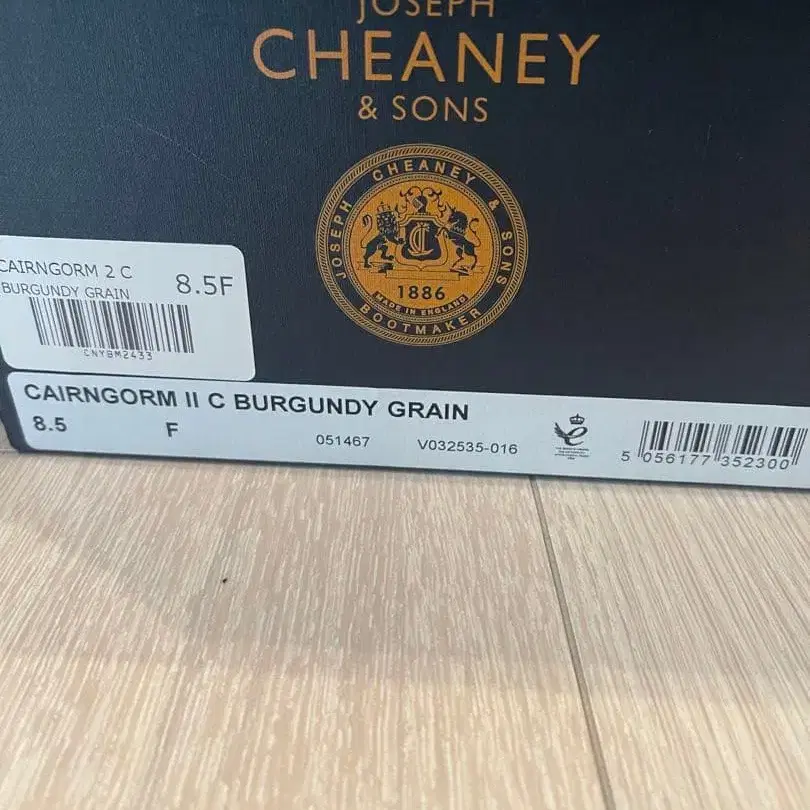 JOSEPH
CHEANEY
& SONS
JOSEPH CHEANEY & SONS
1886
MADE IN ENGLAND
BOOTMAKER
CAIRNGORM 2 C
8.5F
BURGUNDY GRAIN
CNYBM2433
CAIRNGORM II C BURGUNDY GRAIN
8.5 F 051467 V032535-016
5 056177 352300